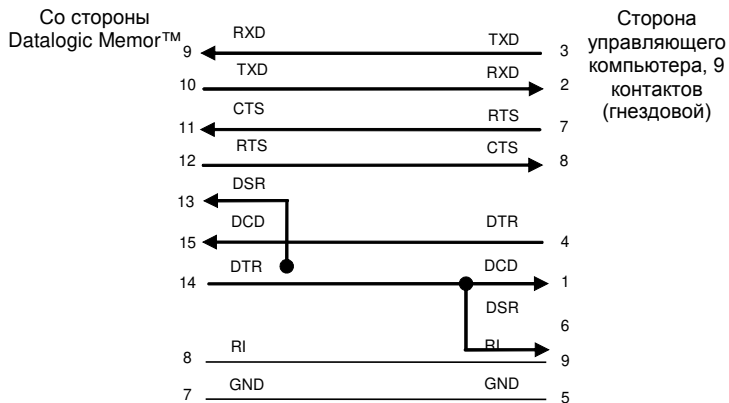 Со стороны
Datalogic Memor™
Сторона
управляющего
компьютера, 9
контактов
(гнездовой)
9 RXD TXD 3
10 TXD RXD 2
11 CTS RTS 7
12 RTS CTS 8
13 DSR
15 DCD DTR 4
14 DTR DCD 1
DSR 6
8 RI RI 9
7 GND GND 5